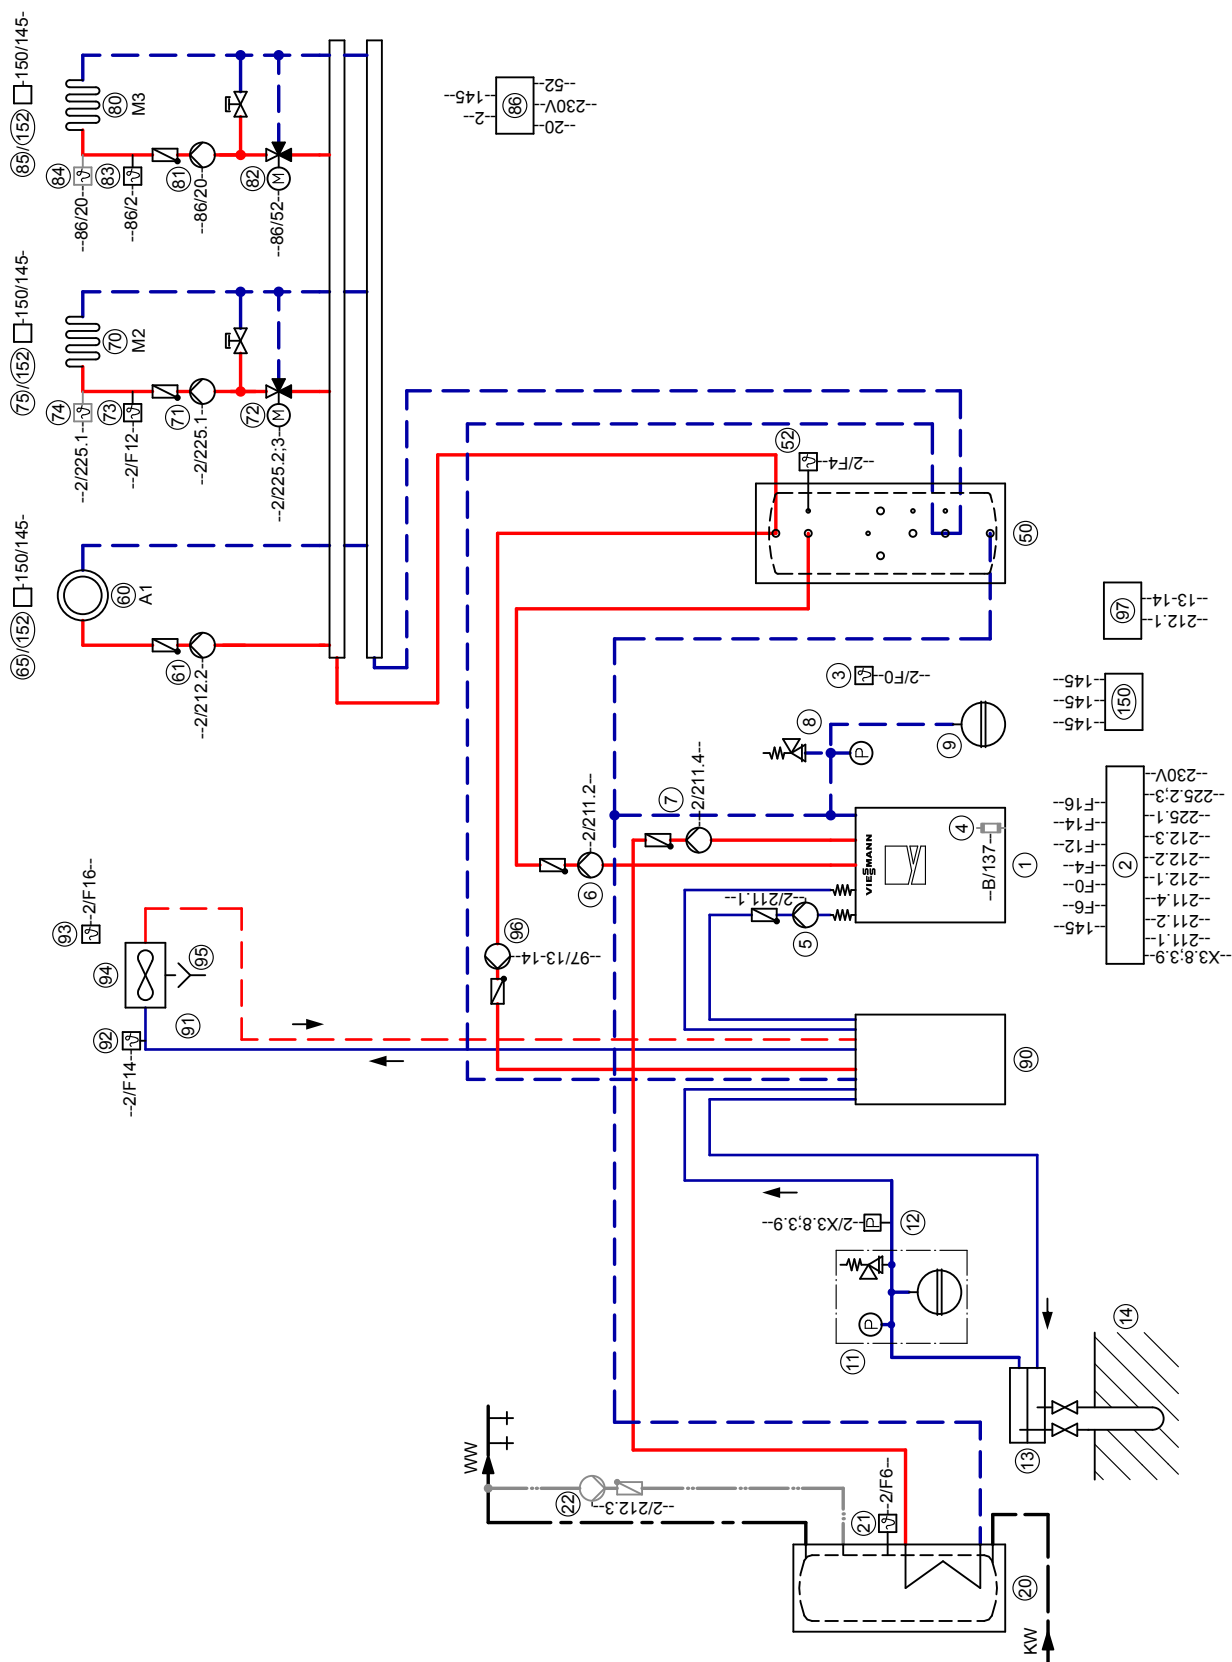 85/152 150/145-
80
M3
84
--86/20--
83
--86/2--
81
--86/20--
82
M
--86/52--
86
--145--
--2--
--52--
--230V--
--20--
75/152 150/145-
70
M2
74
--2/225.1--
73
--2/F12--
71
--2/225.1--
72
M
--2/225.2;3--
65/152 150/145-
60
A1
61
--2/212.2--
52
--2/F4--
50
97
--13-14--
--212.1--
3
--2/F0--
150
--145--
--145--
--145--
8
P
9
7
--2/211.4--
6
--2/211.2--
VIESMANN
4
--B/137--
1
2
--F16--
--F14--
--F12--
--F4--
--F0--
--F6--
--145--
--230V--
--225.2;3--
--225.1--
--212.3--
--212.2--
--212.1--
--211.4--
--211.2--
--211.1--
--X3.8;3.9--
5
--2/211.1--
96
--97/13-14--
93
--2/F16--
94
95
91
92
--2/F14--
90
12
P
--2/X3.8;3.9--
11
P
14
13
WW
22
--2/212.3--
21
--2/F6--
20
KW